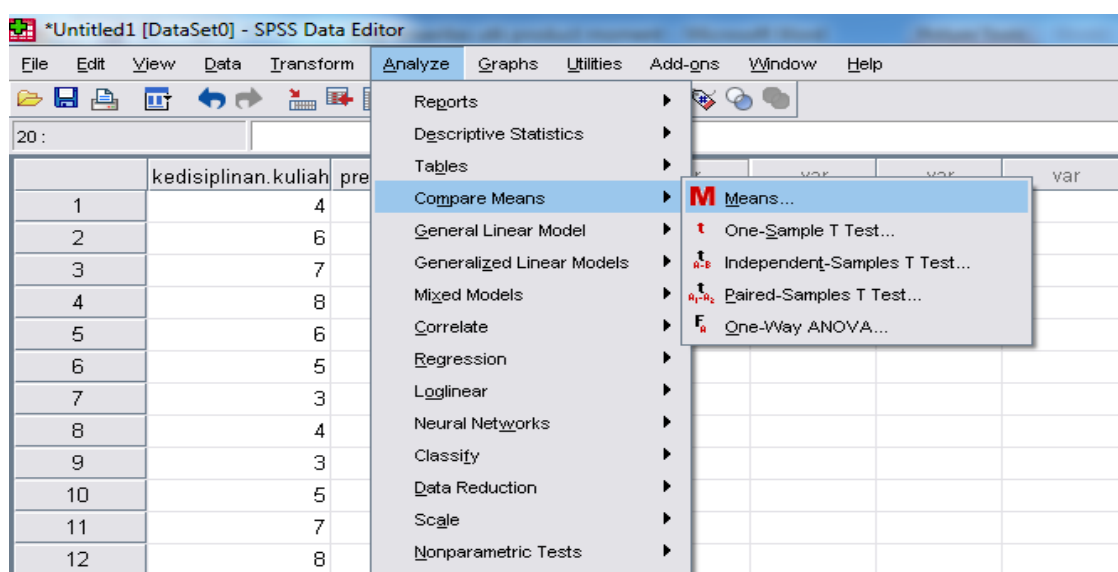 *Untitled1 [DataSet0] - SPSS Data Editor
File Edit View Data Transform Analyze Graphs Utilities Add-ons Window Help
20 :
kedisiplinan.kuliah pre var var var
1 4
2 6
3 7
4 8
5 6
6 5
7 3
8 4
9 3
10 5
11 7
12 8
Reports
Descriptive Statistics
Tables
Compare Means
General Linear Model
Generalized Linear Models
Mixed Models
Correlate
Regression
Loglinear
Neural Networks
Classify
Data Reduction
Scale
Nonparametric Tests
M Means...
t One-Sample T Test...
t A-B Independent-Samples T Test...
t A₁-A₂ Paired-Samples T Test...
F A One-Way ANOVA...